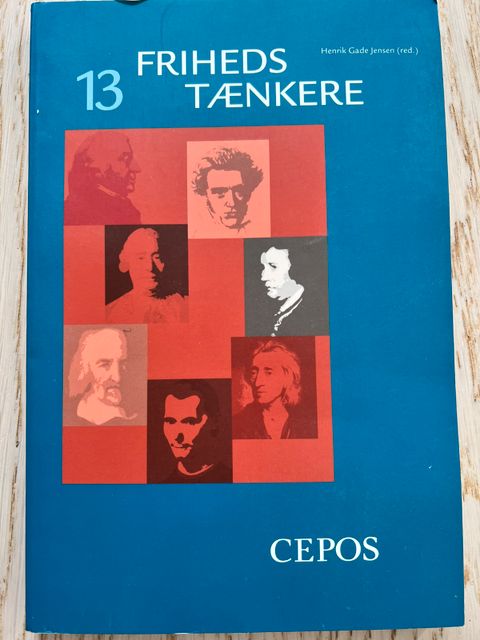 Henrik Gade Jensen (red.)
13 FRIHEDS
TÆNKERE
CEPOS